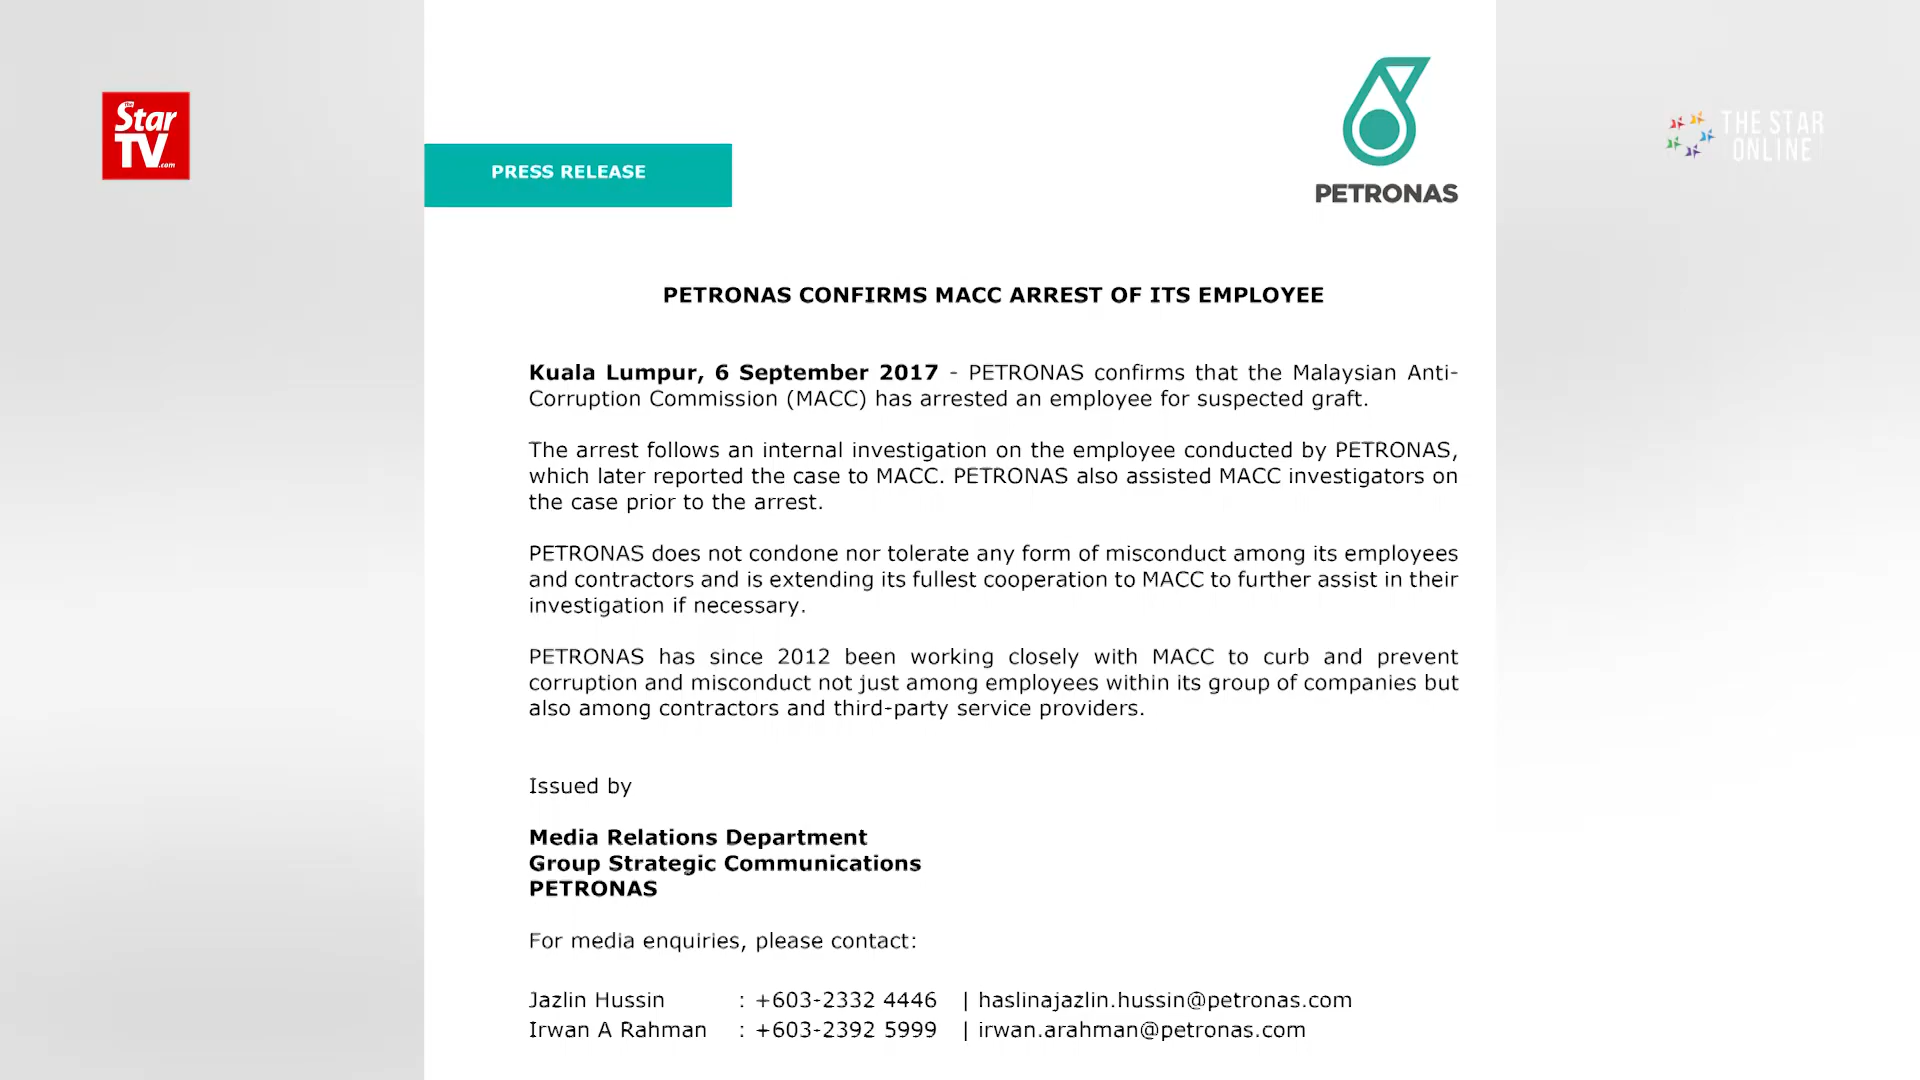 The Star TV .com
THE STAR ONLINE
PRESS RELEASE
PETRONAS
PETRONAS CONFIRMS MACC ARREST OF ITS EMPLOYEE
Kuala Lumpur, 6 September 2017 - PETRONAS confirms that the Malaysian Anti-
Corruption Commission (MACC) has arrested an employee for suspected graft.
The arrest follows an internal investigation on the employee conducted by PETRONAS,
which later reported the case to MACC. PETRONAS also assisted MACC investigators on
the case prior to the arrest.
PETRONAS does not condone nor tolerate any form of misconduct among its employees
and contractors and is extending its fullest cooperation to MACC to further assist in their
investigation if necessary.
PETRONAS has since 2012 been working closely with MACC to curb and prevent
corruption and misconduct not just among employees within its group of companies but
also among contractors and third-party service providers.
Issued by
Media Relations Department
Group Strategic Communications
PETRONAS
For media enquiries, please contact:
Jazlin Hussin : +603-2332 4446 | haslinajazlin.hussin@petronas.com
Irwan A Rahman : +603-2392 5999 | irwan.arahman@petronas.com